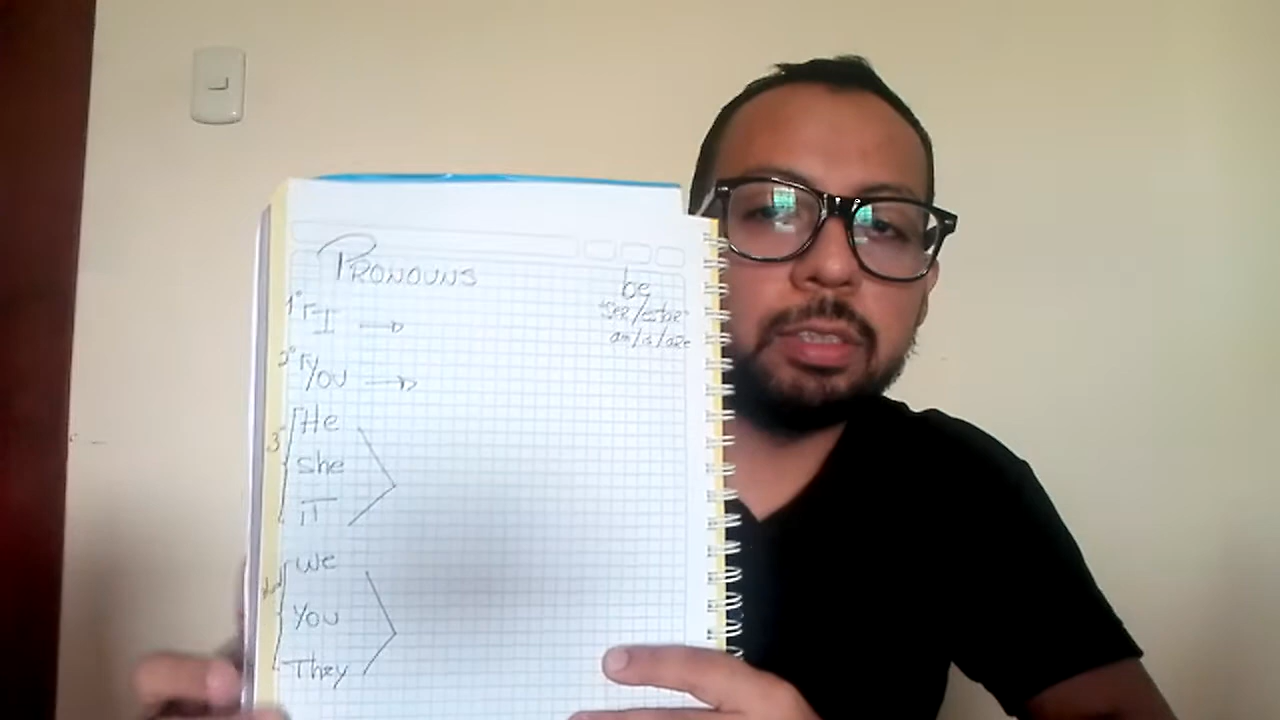 PRONOUNS
be
"SER/estar"
am/is/are
1° I
2° You
3° He
she
IT
we
You
They